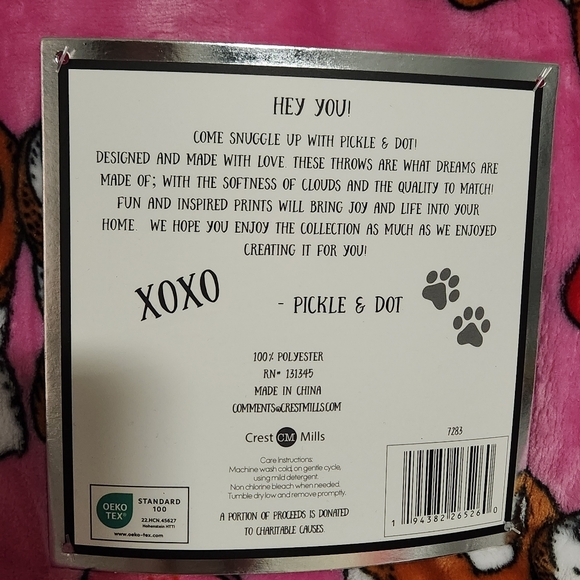 HEY YOU!
COME SNUGGLE UP WITH PICKLE & DOT!
DESIGNED AND MADE WITH LOVE. THESE THROWS ARE WHAT DREAMS ARE
MADE OF; WITH THE SOFTNESS OF CLOUDS AND THE QUALITY TO MATCH!
FUN AND INSPIRED PRINTS WILL BRING JOY AND LIFE INTO YOUR
HOME. WE HOPE YOU ENJOY THE COLLECTION AS MUCH AS WE ENJOYED
CREATING IT FOR YOU!
XOXO
- PICKLE & DOT
100% POLYESTER
RN# 131345
MADE IN CHINA
COMMENTS@CRESTMILLS.COM
Crest CM Mills
Care Instructions:
Machine wash cold, on gentle cycle,
using mild detergent.
Non chlorine bleach when needed.
Tumble dry low and remove promptly.
A PORTION OF PROCEEDS IS DONATED
TO CHARITABLE CAUSES.
OEKO
TEX®
STANDARD
100
22.HCN.45627
Hohenstein HTTI
www.oeko-tex.com
7283
1 94382 26526 0